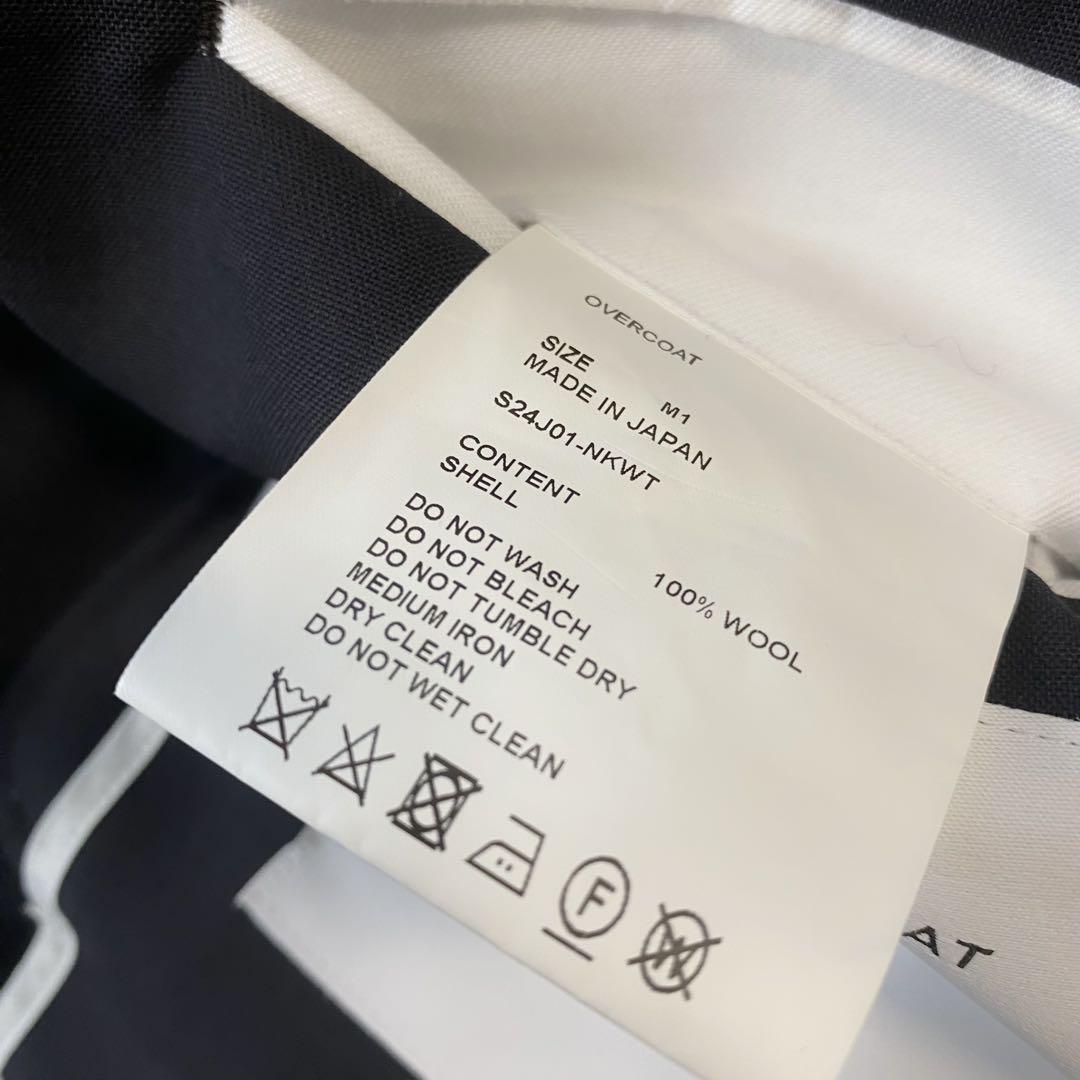 OVERCOAT
SIZE M1
MADE IN JAPAN
S24J01-NKWT
CONTENT
SHELL 100% WOOL
DO NOT WASH
DO NOT BLEACH
DO NOT TUMBLE DRY
MEDIUM IRON
DRY CLEAN
DO NOT WET CLEAN
F
W
AT